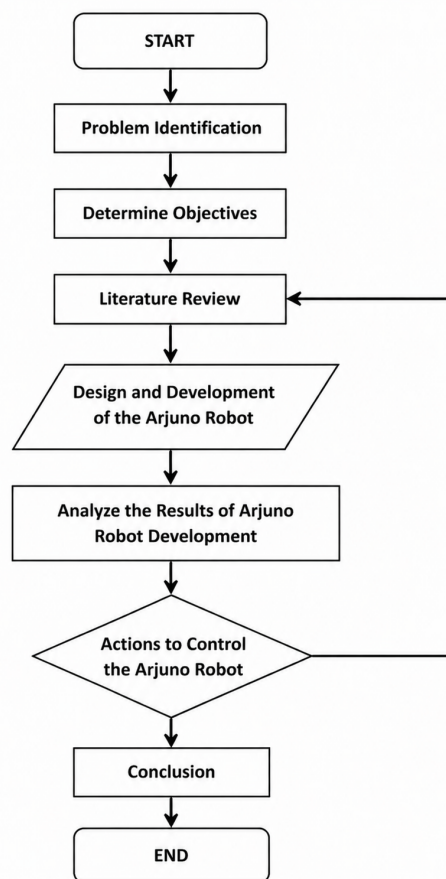 START
Problem Identification
Determine Objectives
Literature Review
Design and Development
of the Arjuno Robot
Analyze the Results of Arjuno
Robot Development
Actions to Control
the Arjuno Robot
Conclusion
END